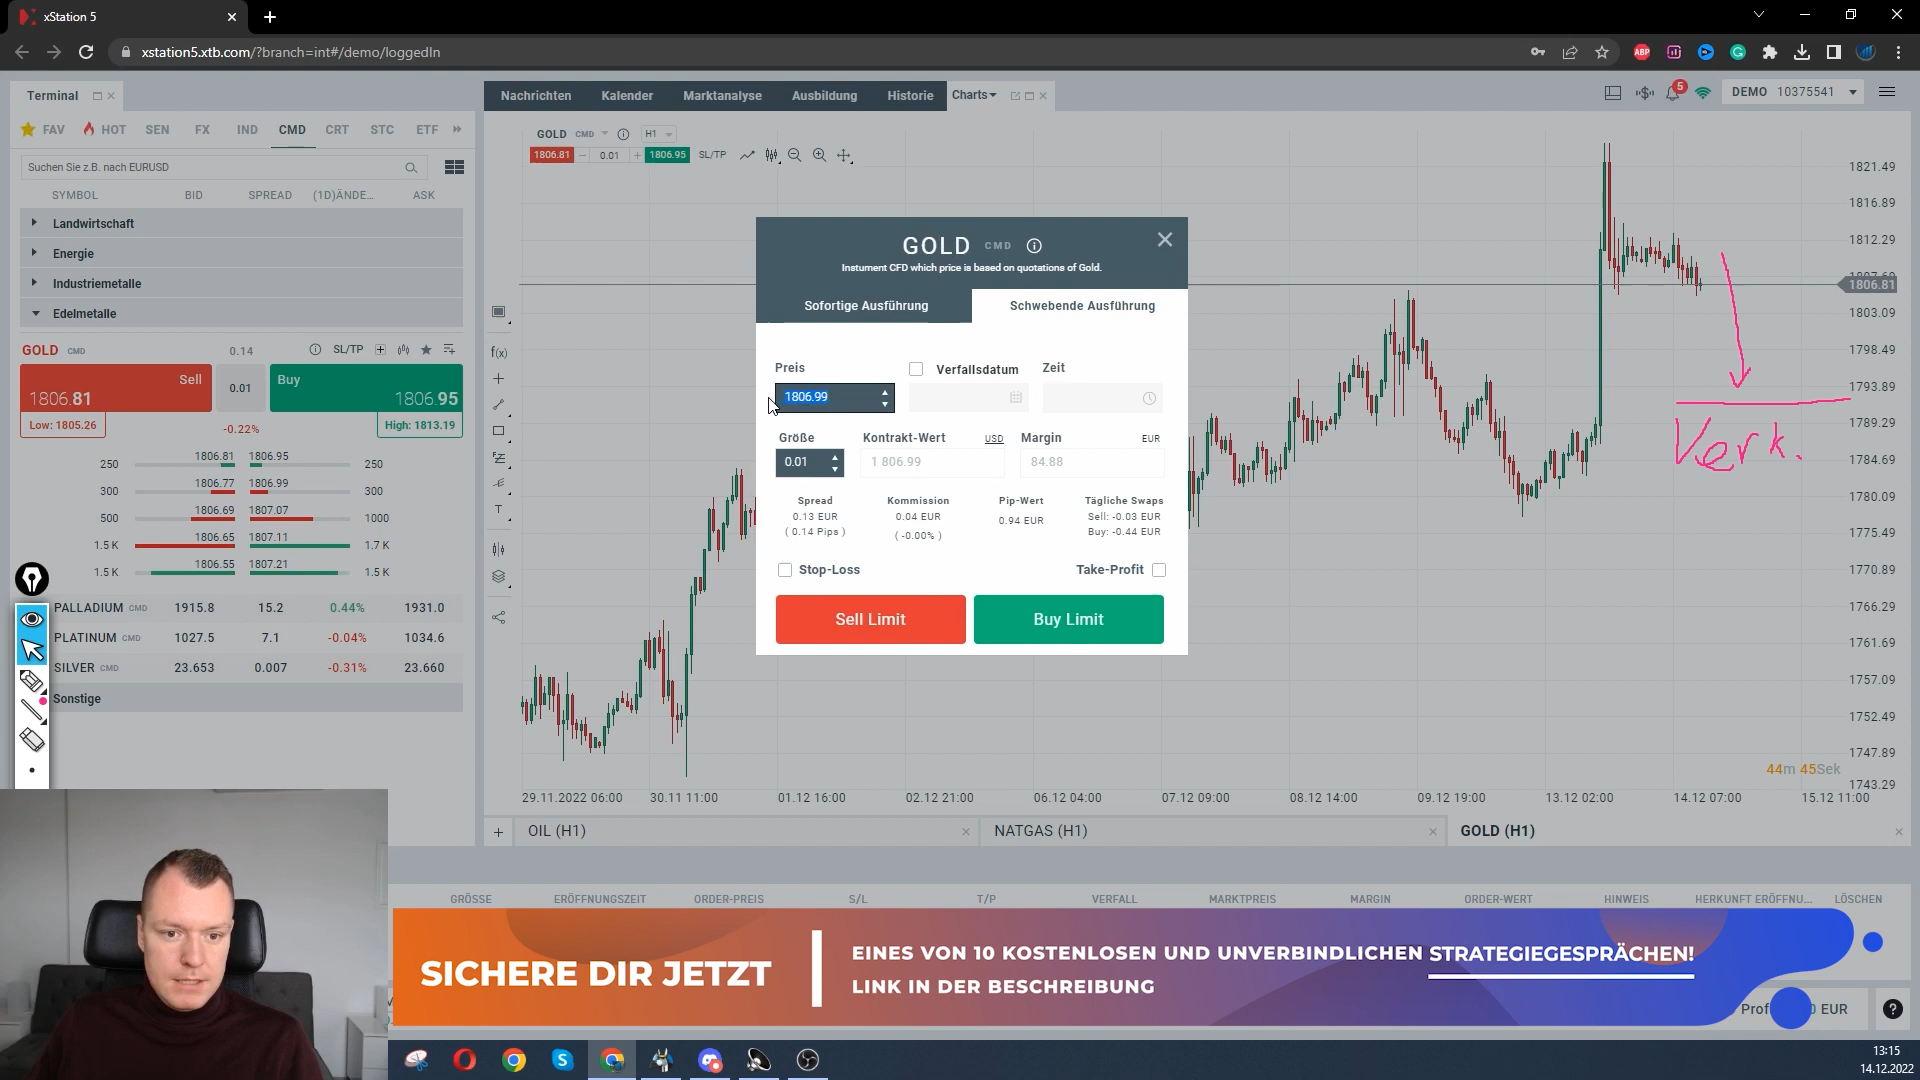 xStation 5
xstation5.xtb.com/?branch=int#/demo/loggedIn
ABP
Terminal
Nachrichten Kalender Marktanalyse Ausbildung Historie Charts
5
DEMO 10375541
FAV HOT SEN FX IND CMD CRT STC ETF
Suchen Sie z.B. nach EURUSD
SYMBOL BID SPREAD (1D)ÄNDE... ASK
Landwirtschaft
Energie
Industriemetalle
Edelmetalle
GOLD CMD 0.14 SL/TP
Sell 1806.81
0.01
Buy 1806.95
Low: 1805.26
-0.22%
High: 1813.19
250 1806.81 1806.95 250
300 1806.77 1806.99 300
500 1806.69 1807.07 1000
1.5 K 1806.65 1807.11 1.7 K
1.5 K 1806.55 1807.21 1.5 K
PALLADIUM CMD 1915.8 15.2 0.44% 1931.0
PLATINUM CMD 1027.5 7.1 -0.04% 1034.6
SILVER CMD 23.653 0.007 -0.31% 23.660
Sonstige
GOLD CMD H1
1806.81 0.01 1806.95 SL/TP
f(x)
T
GOLD CMD
Instument CFD which price is based on quotations of Gold.
Sofortige Ausführung Schwebende Ausführung
Preis Verfallsdatum Zeit
1806.99
Größe Kontrakt-Wert USD Margin EUR
0.01 1 806.99 84.88
Spread Kommission Pip-Wert Tägliche Swaps
0.13 EUR 0.04 EUR 0.94 EUR Sell: -0.03 EUR
( 0.14 Pips ) ( -0.00% ) Buy: -0.44 EUR
Stop-Loss Take-Profit
Sell Limit Buy Limit
1821.49
1816.89
1812.29
1806.81
1803.09
1798.49
1793.89
1789.29
1784.69
1780.09
1775.49
1770.89
1766.29
1761.69
1757.09
1752.49
1747.89
1743.29
Verk.
44m 45Sek
29.11.2022 06:00 30.11 11:00 01.12 16:00 02.12 21:00 06.12 04:00 07.12 09:00 08.12 14:00 09.12 19:00 13.12 02:00 14.12 07:00 15.12 11:00
OIL (H1) NATGAS (H1) GOLD (H1)
GRÖSSE ERÖFFNUNGSZEIT ORDER-PREIS S/L T/P VERFALL MARKTPREIS MARGIN ORDER-WERT HINWEIS HERKUNFT ERÖFFNU... LÖSCHEN
SICHERE DIR JETZT
EINES VON 10 KOSTENLOSEN UND UNVERBINDLICHEN STRATEGIEGESPRÄCHEN!
LINK IN DER BESCHREIBUNG
EUR
?
13:15
14.12.2022